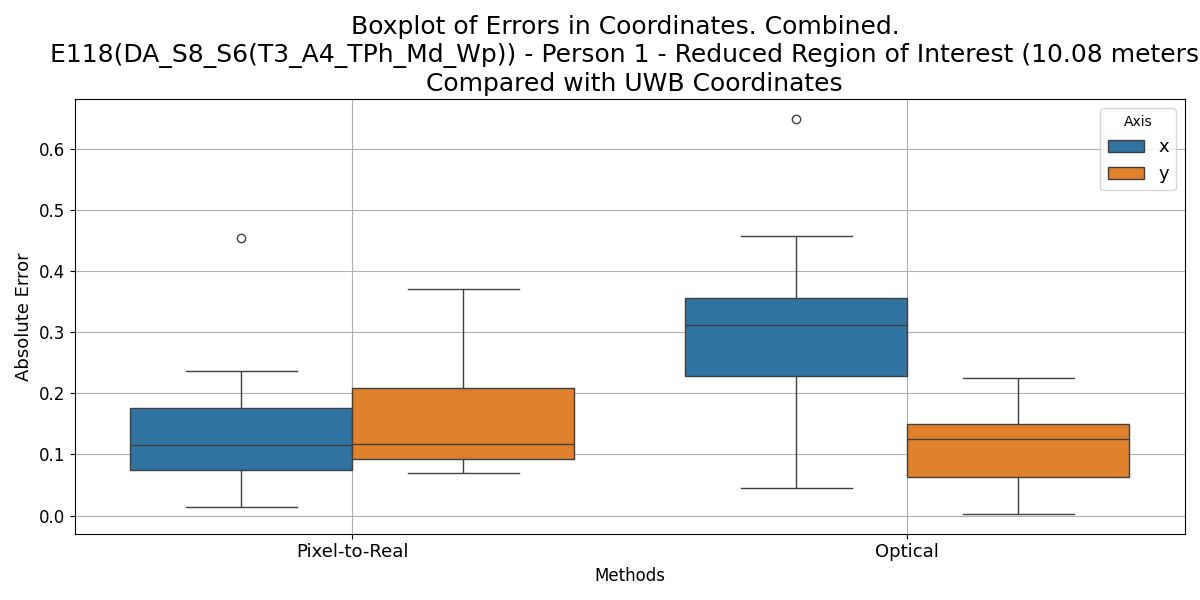 Boxplot of Errors in Coordinates. Combined.
E118(DA_S8_S6(T3_A4_TPh_Md_Wp)) - Person 1 - Reduced Region of Interest (10.08 meters
Compared with UWB Coordinates
Axis
x
y
Absolute Error
0.6
0.5
0.4
0.3
0.2
0.1
0.0
Pixel-to-Real
Optical
Methods